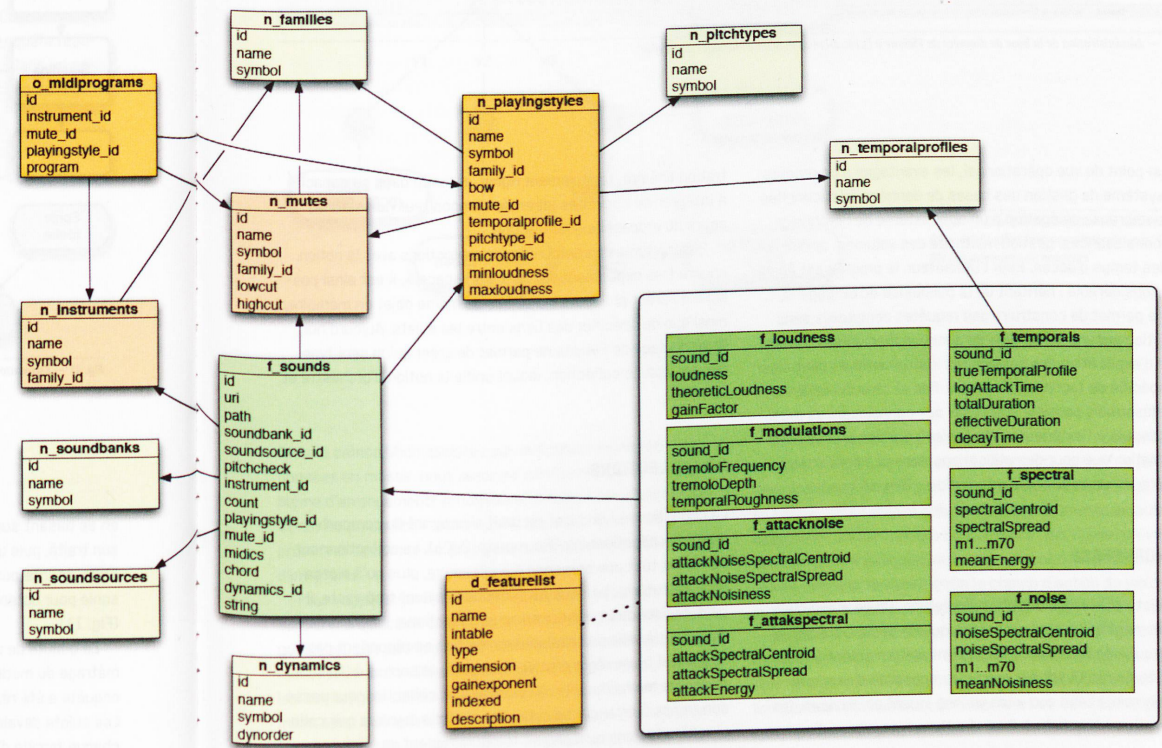 n_families
id
name
symbol
n_pitchtypes
id
name
symbol
o_midiprograms
id
instrument_id
mute_id
playingstyle_id
program
n_playingstyles
id
name
symbol
family_id
bow
mute_id
temporalprofile_id
pitchtype_id
microtonic
minloudness
maxloudness
n_temporalprofiles
id
name
symbol
n_mutes
id
name
symbol
family_id
lowcut
highcut
n_instruments
id
name
symbol
family_id
f_sounds
id
uri
path
soundbank_id
soundsource_id
pitchcheck
instrument_id
count
playingstyle_id
mute_id
midics
chord
dynamics_id
string
n_soundbanks
id
name
symbol
n_soundsources
id
name
symbol
n_dynamics
id
name
symbol
dynorder
d_featurelist
id
name
intable
type
dimension
gainexponent
indexed
description
f_loudness
sound_id
loudness
theoreticLoudness
gainFactor
f_modulations
sound_id
tremoloFrequency
tremoloDepth
temporalRoughness
f_attacknoise
sound_id
attackNoiseSpectralCentroid
attackNoiseSpectralSpread
attackNoisiness
f_attakspectral
sound_id
attackSpectralCentroid
attackSpectralSpread
attackEnergy
f_temporals
sound_id
trueTemporalProfile
logAttackTime
totalDuration
effectiveDuration
decayTime
f_spectral
sound_id
spectralCentroid
spectralSpread
m1...m70
meanEnergy
f_noise
sound_id
noiseSpectralCentroid
noiseSpectralSpread
m1...m70
meanNoisiness